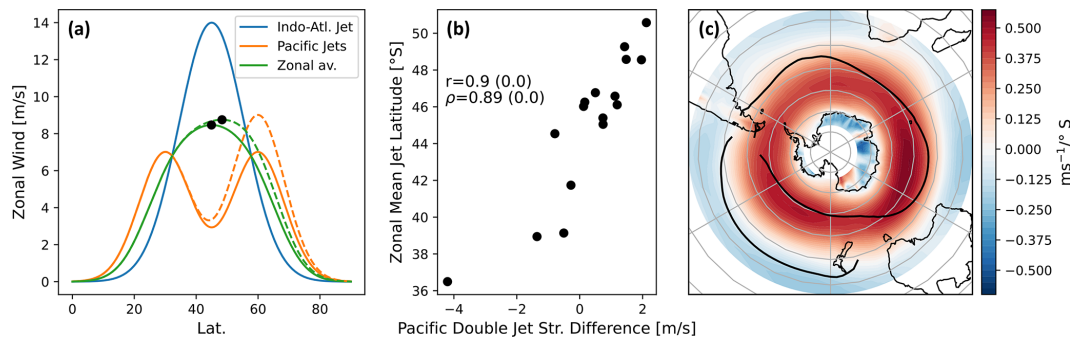 (a)
Indo-Atl. Jet
Pacific Jets
Zonal av.
Zonal Wind [m/s]
14
12
10
8
6
4
2
0
0 20 40 60 80
Lat.
(b)
r=0.9 (0.0)
ρ=0.89 (0.0)
Zonal Mean Jet Latitude [°S]
50
48
46
44
42
40
38
36
−4 −2 0 2
Pacific Double Jet Str. Difference [m/s]
(c)
0.500
0.375
0.250
0.125
0.000
−0.125
−0.250
−0.375
−0.500
ms⁻¹/° S